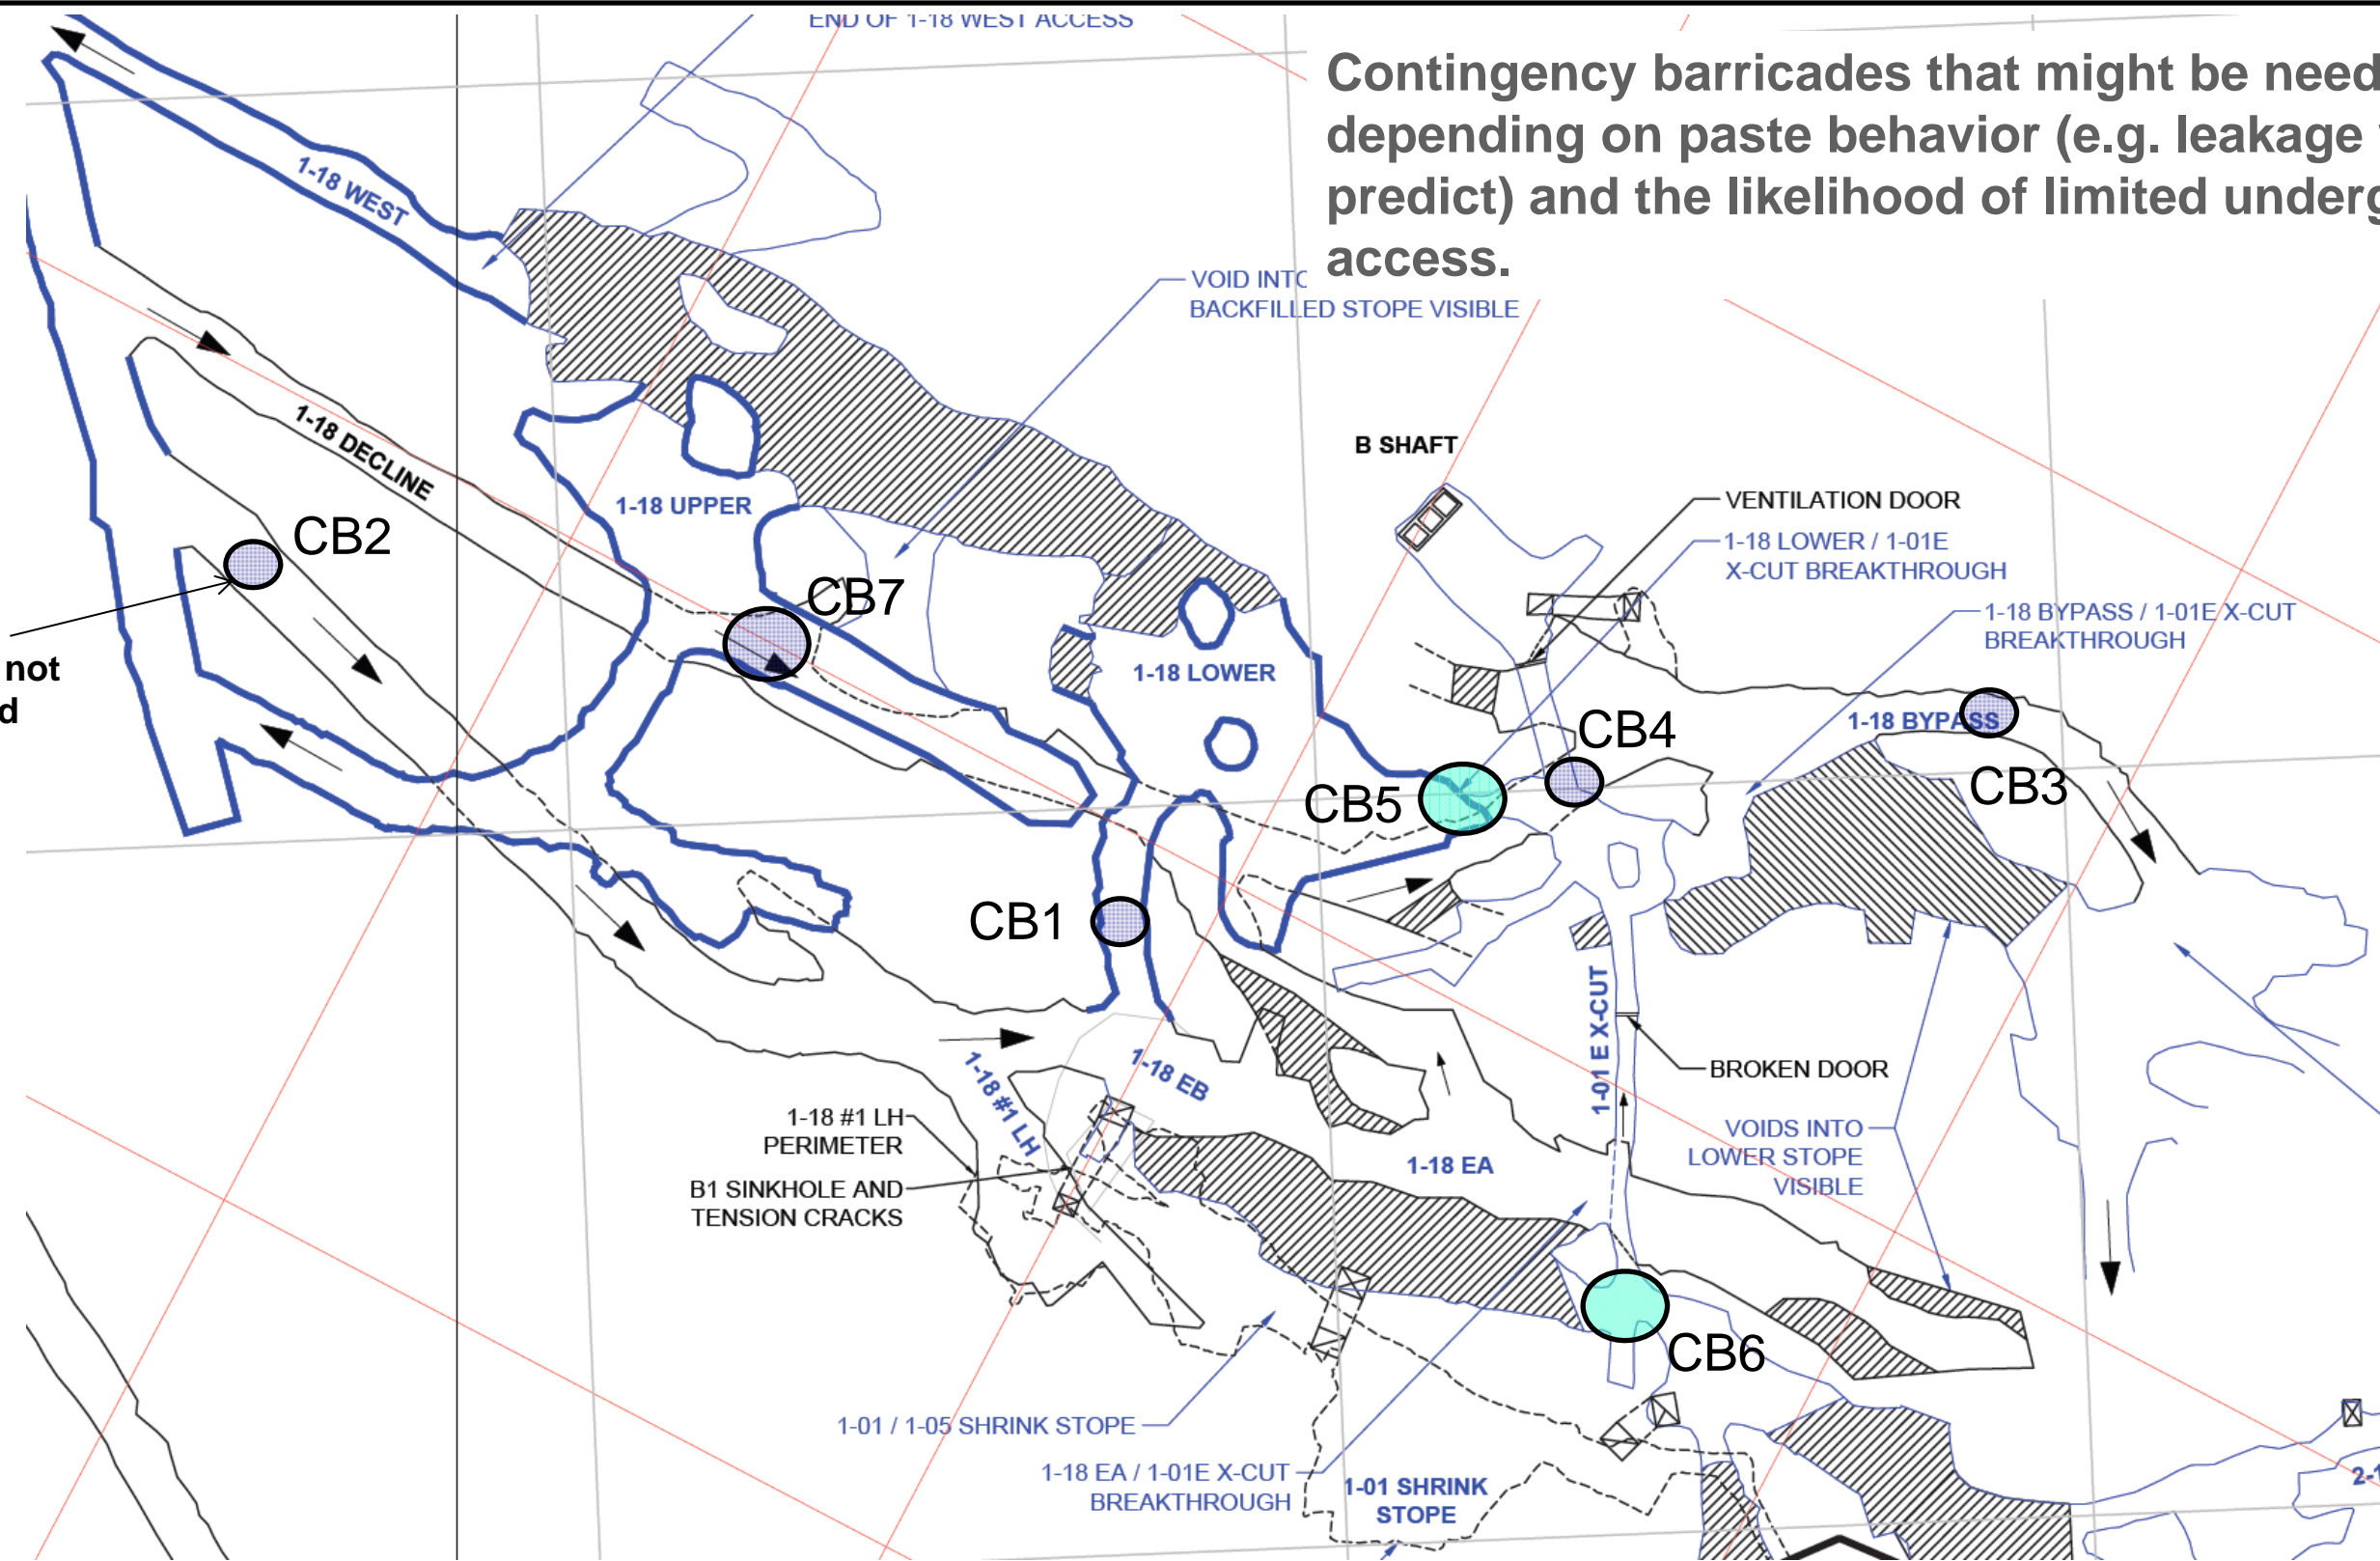 END OF 1-18 WEST ACCESS
Contingency barricades that might be need
depending on paste behavior (e.g. leakage
predict) and the likelihood of limited underg
access.
1-18 WEST
VOID INTO
BACKFILLED STOPE VISIBLE
1-18 DECLINE
B SHAFT
1-18 UPPER
VENTILATION DOOR
CB2
1-18 LOWER / 1-01E
X-CUT BREAKTHROUGH
CB7
1-18 BYPASS / 1-01E X-CUT
BREAKTHROUGH
not
d
1-18 LOWER
1-18 BYPASS
CB4
CB3
CB5
CB1
1-01 E X-CUT
BROKEN DOOR
1-18 #1 LH
1-18 EB
1-18 #1 LH
PERIMETER
VOIDS INTO
LOWER STOPE
VISIBLE
1-18 EA
B1 SINKHOLE AND
TENSION CRACKS
CB6
1-01 / 1-05 SHRINK STOPE
1-18 EA / 1-01E X-CUT
BREAKTHROUGH
1-01 SHRINK
STOPE